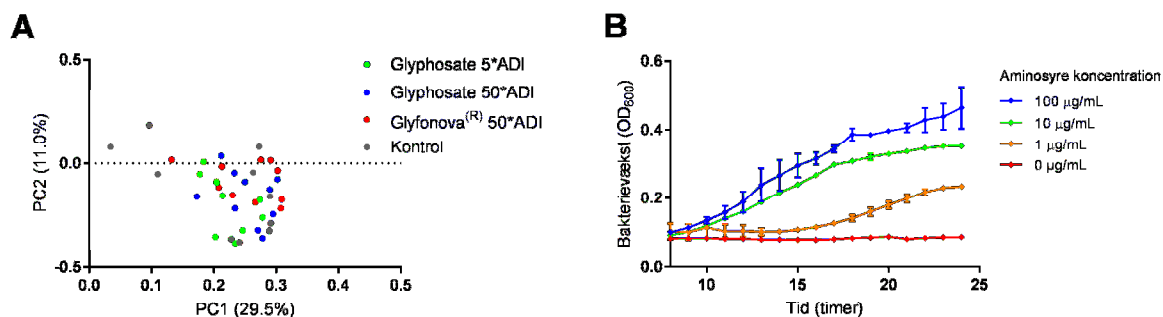 A
0.5
0.0
-0.5
PC2 (11.0%)
0.0 0.1 0.2 0.3 0.4 0.5
PC1 (29.5%)
Glyphosate 5*ADI
Glyphosate 50*ADI
Glyfonova(R) 50*ADI
Kontrol
B
0.6
0.4
0.2
0.0
Bakterievækst (OD600)
10 15 20 25
Tid (timer)
Aminosyre koncentration
100 µg/mL
10 µg/mL
1 µg/mL
0 µg/mL